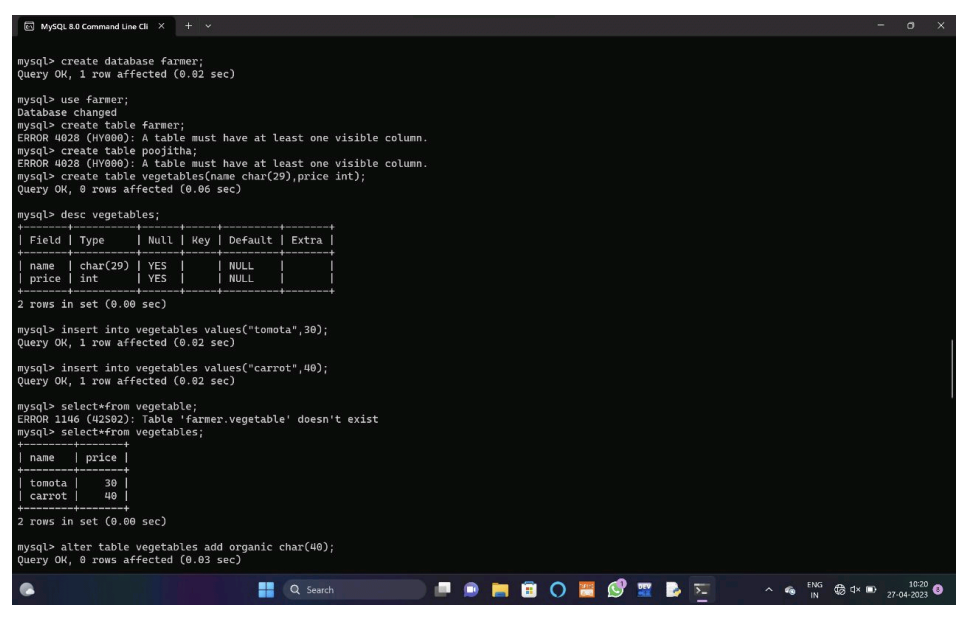 MySQL 8.0 Command Line Cli
mysql> create database farmer;
Query OK, 1 row affected (0.02 sec)
mysql> use farmer;
Database changed
mysql> create table farmer;
ERROR 4028 (HY000): A table must have at least one visible column.
mysql> create table poojitha;
ERROR 4028 (HY000): A table must have at least one visible column.
mysql> create table vegetables(name char(29),price int);
Query OK, 0 rows affected (0.06 sec)
mysql> desc vegetables;
+-------+----------+------+-----+---------+-------+
| Field | Type     | Null | Key | Default | Extra |
+-------+----------+------+-----+---------+-------+
| name  | char(29) | YES  |     | NULL    |       |
| price | int      | YES  |     | NULL    |       |
+-------+----------+------+-----+---------+-------+
2 rows in set (0.00 sec)
mysql> insert into vegetables values("tomota",30);
Query OK, 1 row affected (0.02 sec)
mysql> insert into vegetables values("carrot",40);
Query OK, 1 row affected (0.02 sec)
mysql> select*from vegetable;
ERROR 1146 (42S02): Table 'farmer.vegetable' doesn't exist
mysql> select*from vegetables;
+--------+-------+
| name   | price |
+--------+-------+
| tomota |    30 |
| carrot |    40 |
+--------+-------+
2 rows in set (0.00 sec)
mysql> alter table vegetables add organic char(40);
Query OK, 0 rows affected (0.03 sec)
Search
DEV
ENG
IN
10:20
27-04-2023